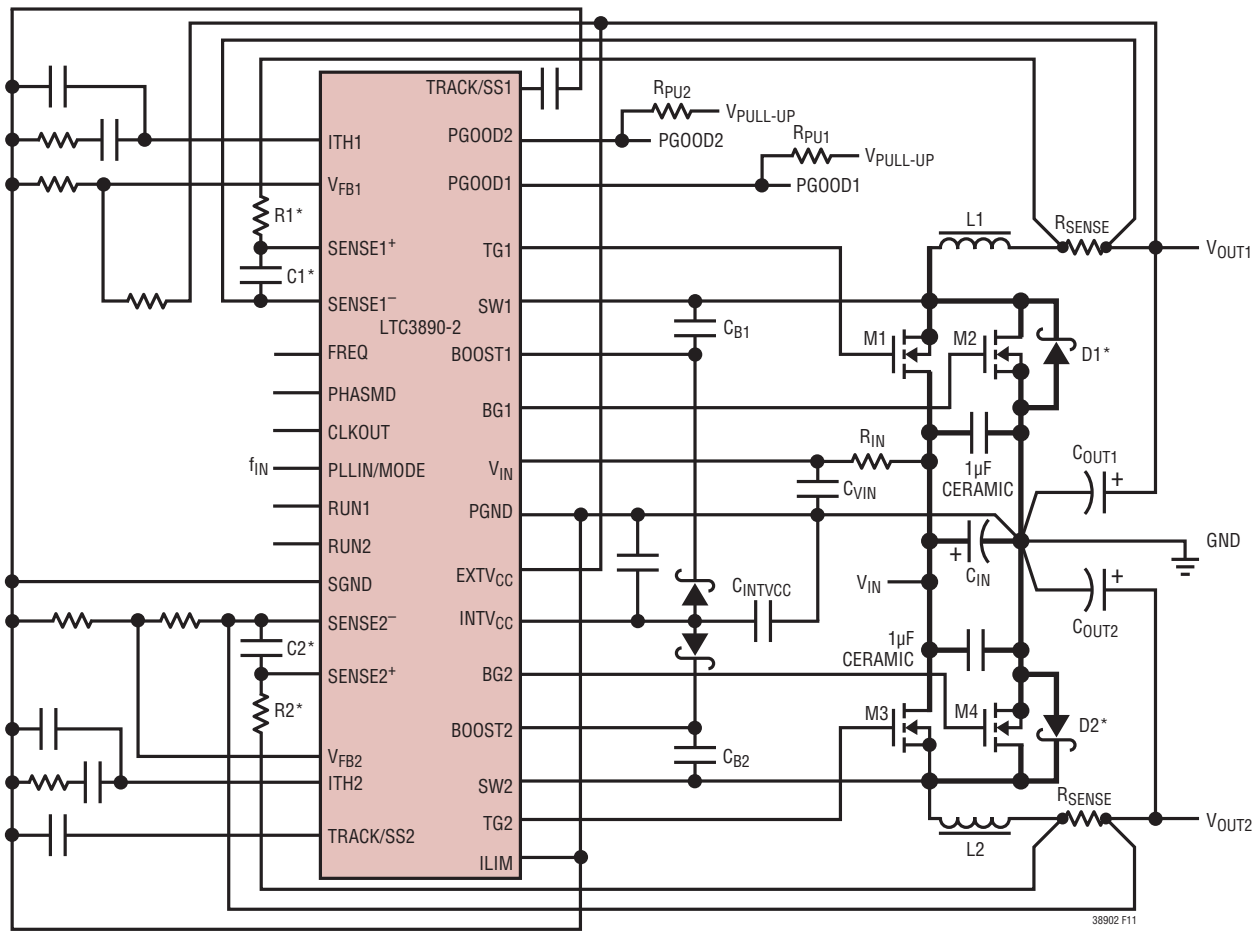 TRACK/SS1
RPU2
VPULL-UP
PGOOD2
PGOOD2
RPU1
VPULL-UP
PGOOD1
PGOOD1
ITH1
VFB1
R1*
SENSE1+
C1*
SENSE1–
LTC3890-2
TG1
L1
RSENSE
VOUT1
SW1
CB1
M1
M2
D1*
FREQ
BOOST1
PHASMD
BG1
CLKOUT
fIN
PLLIN/MODE
VIN
RIN
CVIN
1µF
CERAMIC
COUT1
+
RUN1
PGND
RUN2
GND
+
CIN
SGND
EXTVCC
VIN
CINTVCC
+
COUT2
SENSE2–
INTVCC
C2*
1µF
CERAMIC
SENSE2+
BG2
R2*
M3
M4
D2*
BOOST2
VFB2
CB2
ITH2
SW2
RSENSE
TG2
VOUT2
TRACK/SS2
L2
ILIM
38902 F11